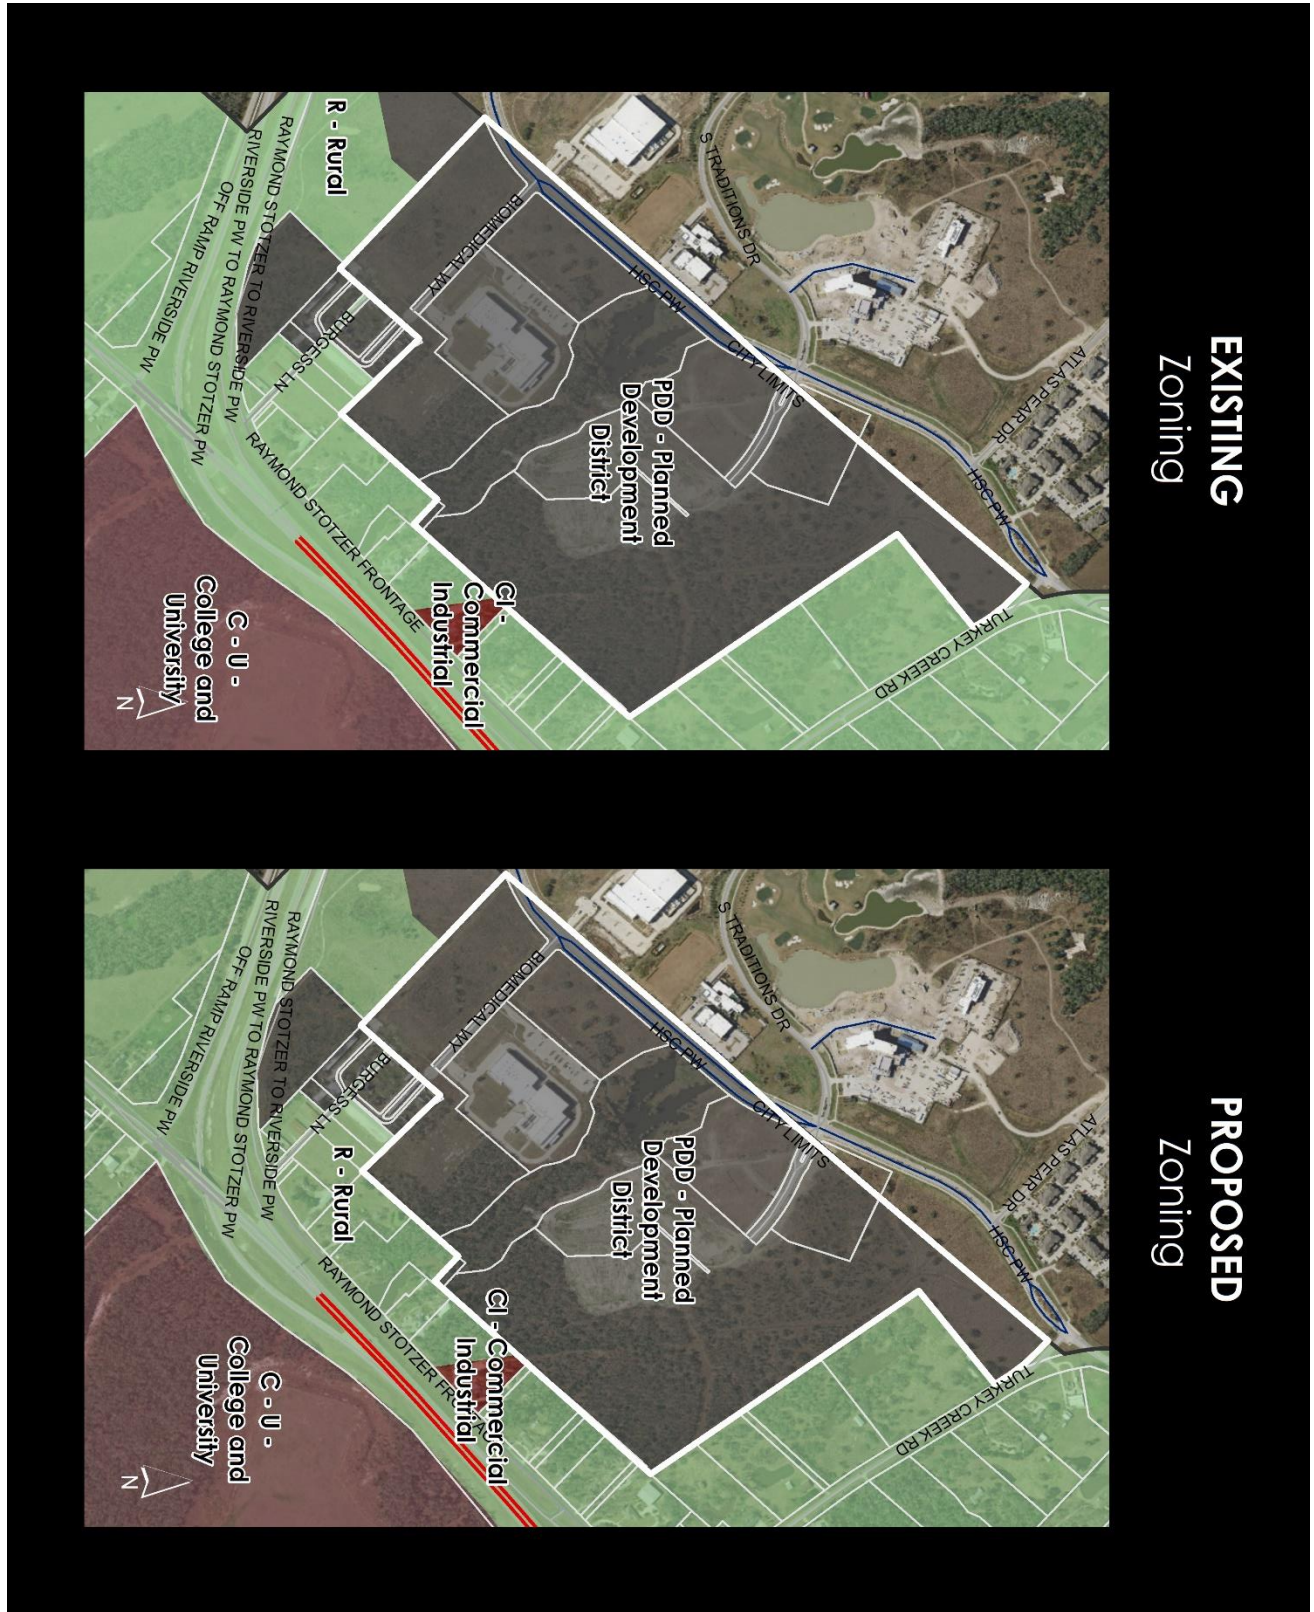 EXISTING
Zoning
S TRADITIONS DR
ATLAS PEAR DR
HSC PW
HSC PW
CITY LIMITS
BIOMEDICAL WY
TURKEY CREEK RD
PDD - Planned
Development
District
R - Rural
BURGESS LN
RAYMOND STOTZER TO RIVERSIDE PW
RIVERSIDE PW TO RAYMOND STOTZER PW
OFF RAMP RIVERSIDE PW
RAYMOND STOTZER FRONTAGE
CI -
Commercial
Industrial
C - U -
College and
University
N
PROPOSED
Zoning
S TRADITIONS DR
ATLAS PEAR DR
HSC PW
HSC PW
CITY LIMITS
BIOMEDICAL WY
TURKEY CREEK RD
PDD - Planned
Development
District
BURGESS LN
R - Rural
RAYMOND STOTZER TO RIVERSIDE PW
RIVERSIDE PW TO RAYMOND STOTZER PW
OFF RAMP RIVERSIDE PW
RAYMOND STOTZER
CI - Commercial
Industrial
C - U -
College and
University
N